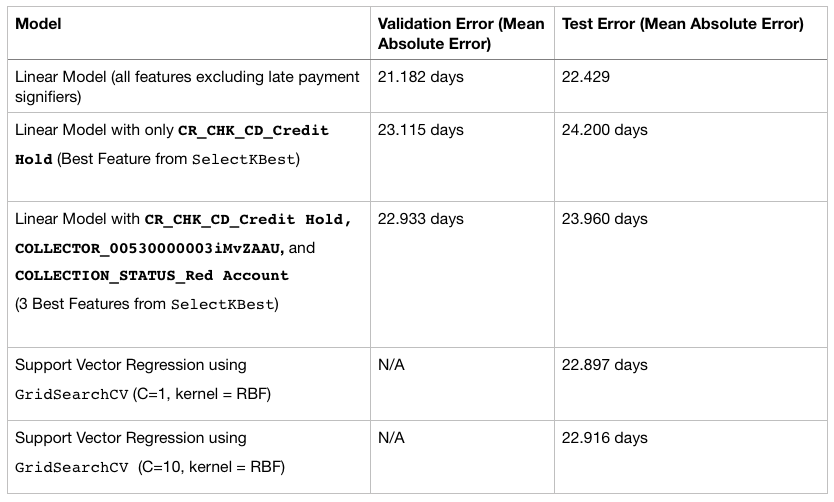 Model
Validation Error (Mean
Absolute Error)
Test Error (Mean Absolute Error)
Linear Model (all features excluding late payment
signifiers)
21.182 days
22.429
Linear Model with only CR_CHK_CD_Credit
Hold (Best Feature from SelectKBest)
23.115 days
24.200 days
Linear Model with CR_CHK_CD_Credit Hold,
COLLECTOR_00530000003iMvZAAU, and
COLLECTION_STATUS_Red Account
(3 Best Features from SelectKBest)
22.933 days
23.960 days
Support Vector Regression using
GridSearchCV (C=1, kernel = RBF)
N/A
22.897 days
Support Vector Regression using
GridSearchCV (C=10, kernel = RBF)
N/A
22.916 days